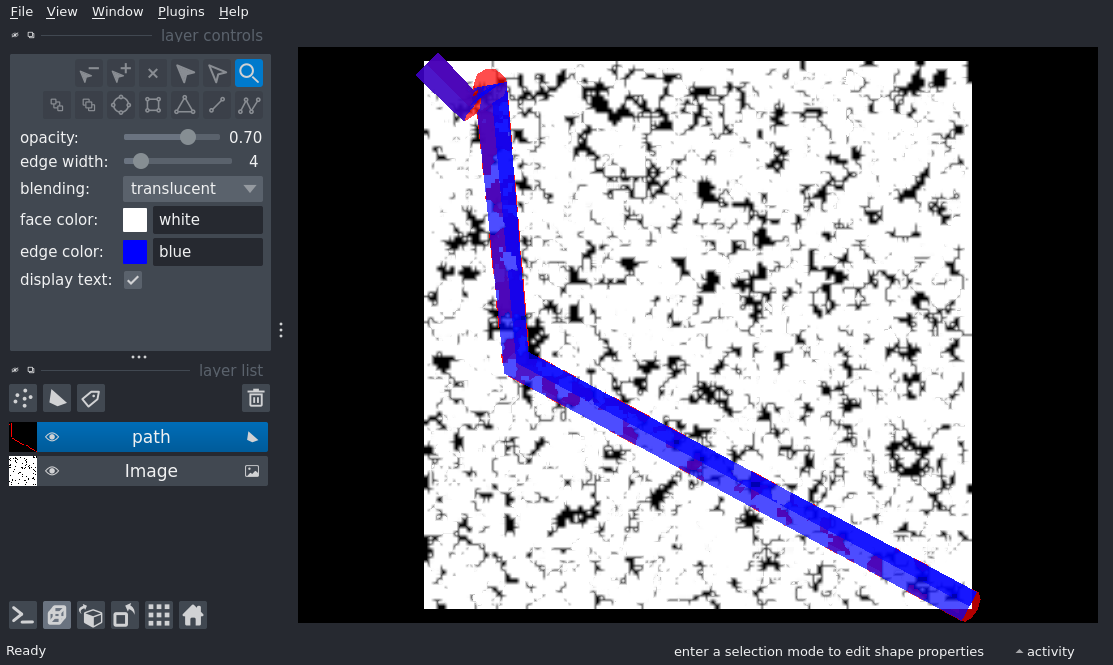 File View Window Plugins Help
layer controls
opacity: 0.70
edge width: 4
blending: translucent
face color: white
edge color: blue
display text:
layer list
path
Image
Ready enter a selection mode to edit shape properties activity